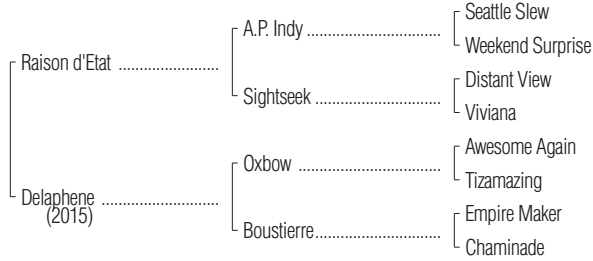 Seattle Slew
A.P. Indy ................................
Weekend Surprise
Raison d'Etat ........................
Distant View
Sightseek ..............................
Viviana
Awesome Again
Oxbow ..................................
Tizamazing
Delaphene ............................
(2015)
Empire Maker
Boustierre..............................
Chaminade